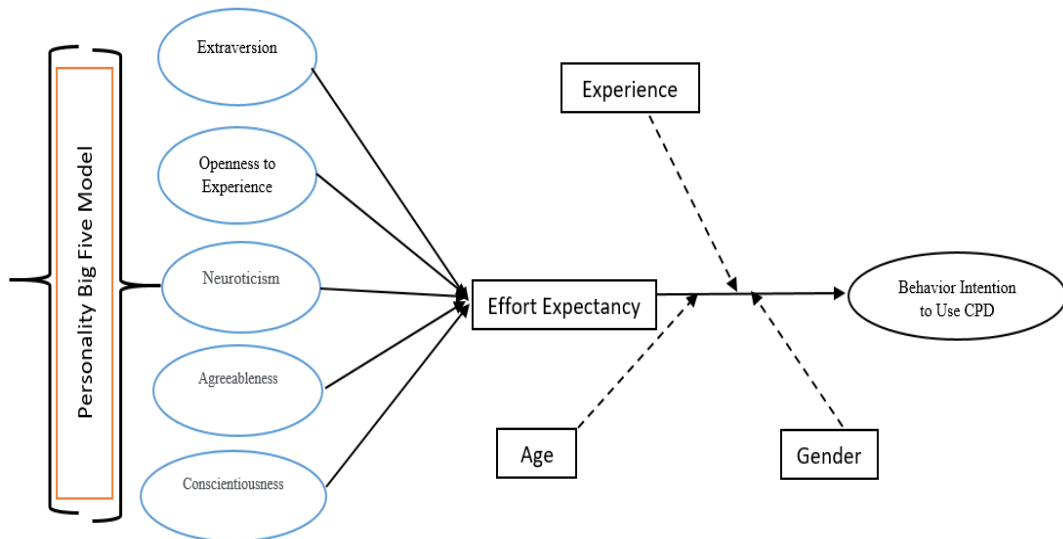 Personality Big Five Model
Extraversion
Openness to
Experience
Neuroticism
Agreeableness
Conscientiousness
Effort Expectancy
Experience
Age
Gender
Behavior Intention
to Use CPD